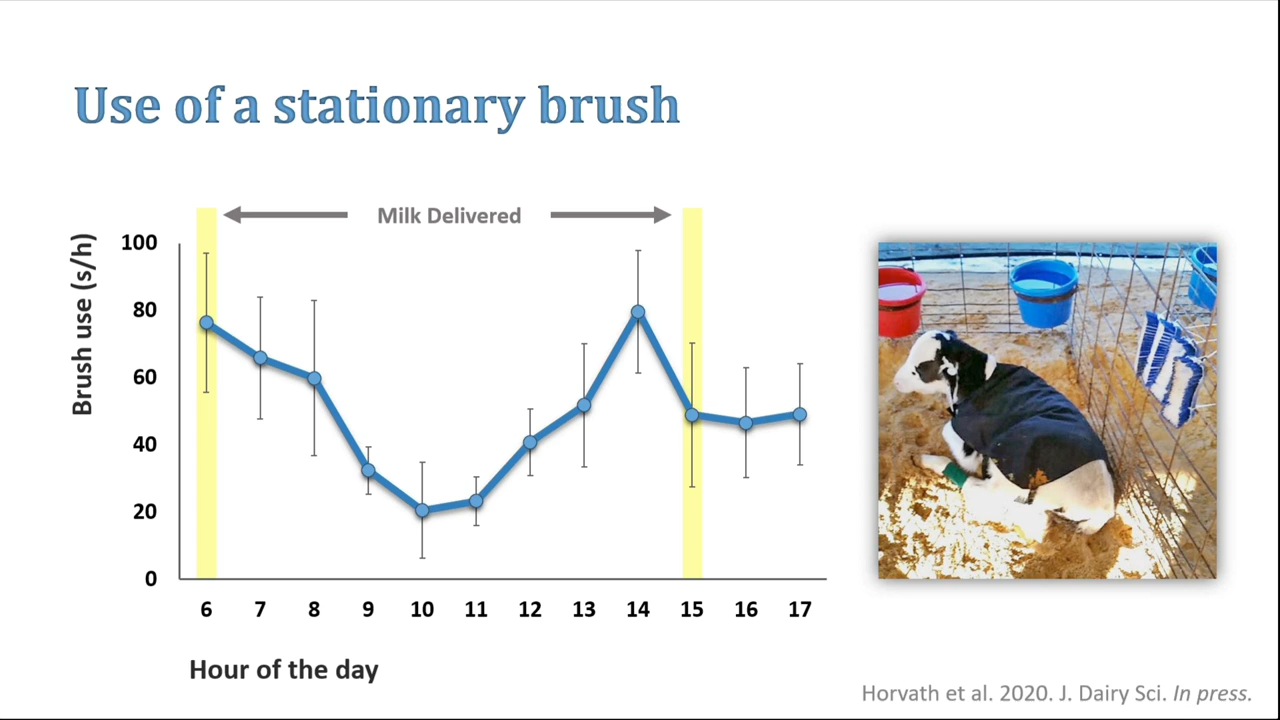 Use of a stationary brush
Milk Delivered
Brush use (s/h)
100
80
60
40
20
0
6 7 8 9 10 11 12 13 14 15 16 17
Hour of the day
Horvath et al. 2020. J. Dairy Sci. In press.